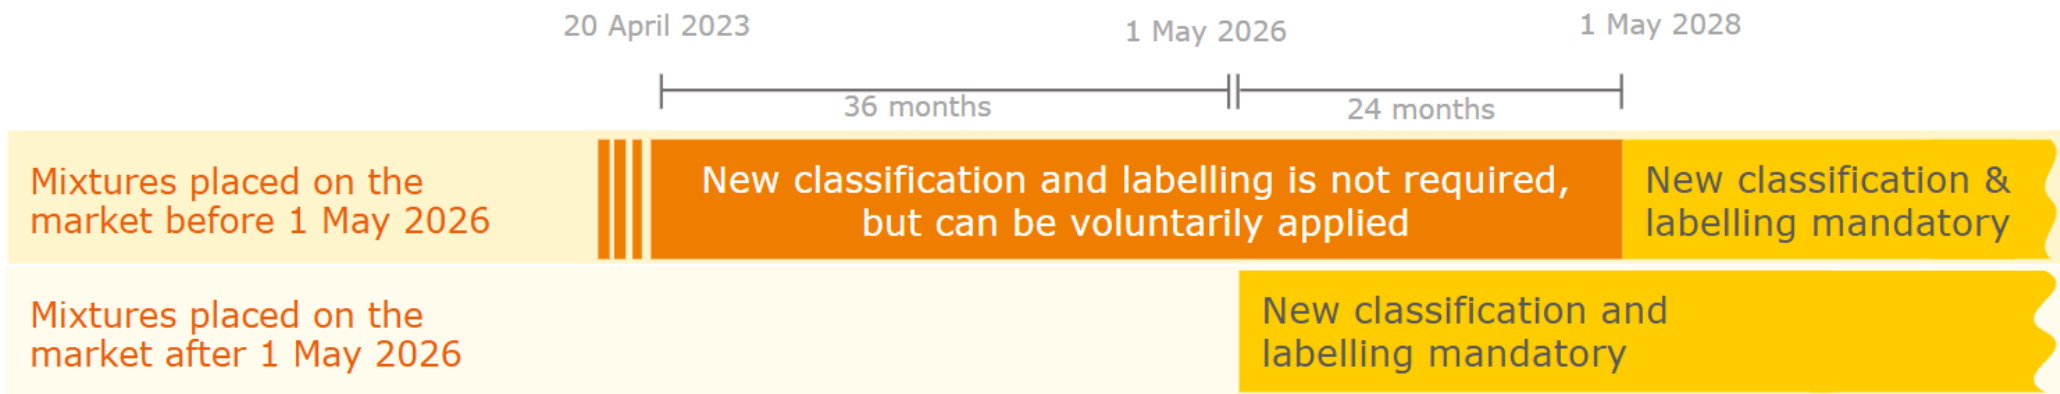 20 April 2023
1 May 2026
1 May 2028
36 months
24 months
Mixtures placed on the
market before 1 May 2026
New classification and labelling is not required,
but can be voluntarily applied
New classification &
labelling mandatory
Mixtures placed on the
market after 1 May 2026
New classification and
labelling mandatory